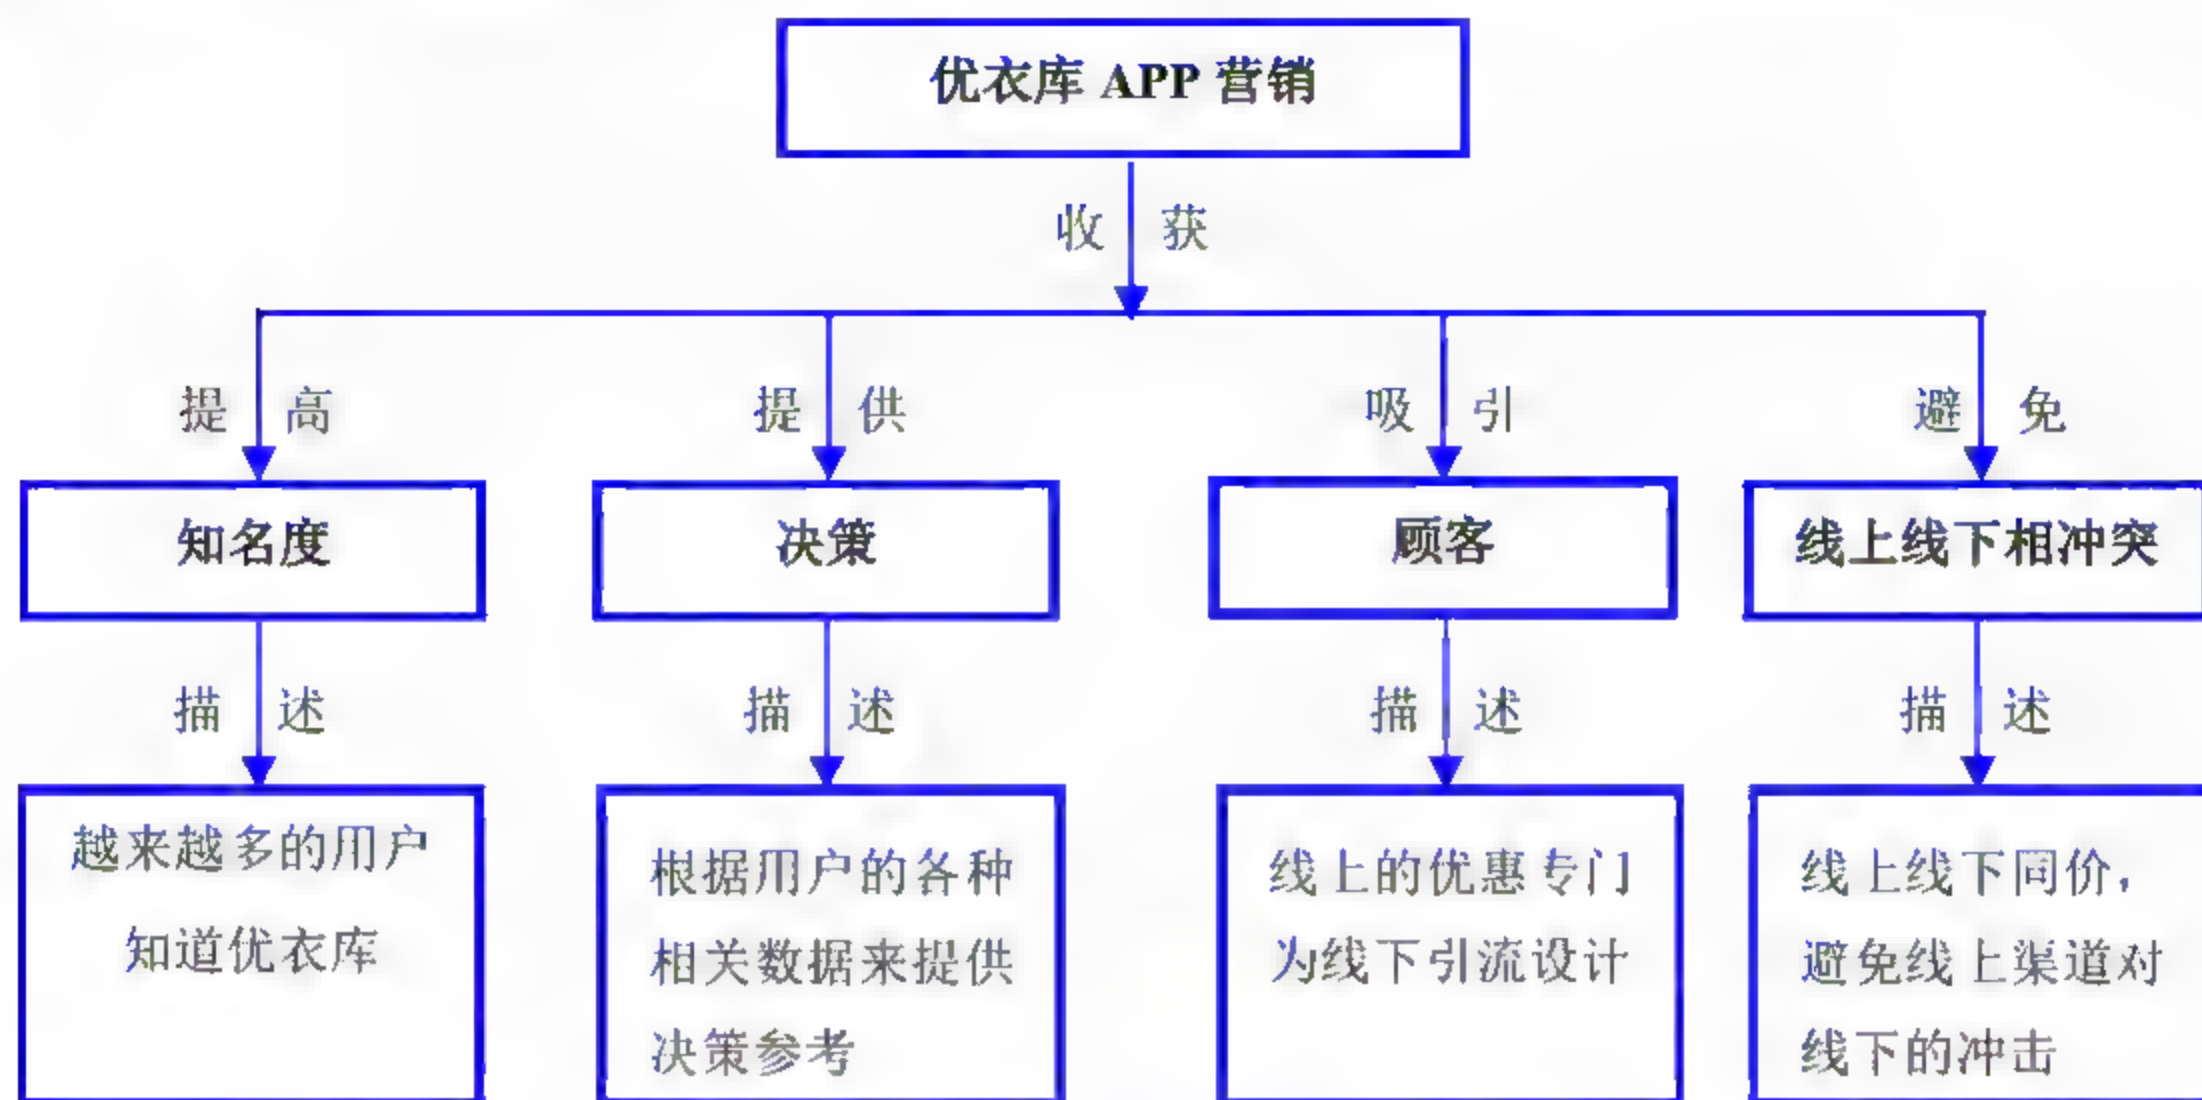 优衣库 APP 营销
收 获
提 高
提 供
吸 引
避 免
知名度
决策
顾客
线上线下相冲突
描 述
描 述
描 述
描 述
越来越多的用户
知道优衣库
根据用户的各种
相关数据来提供
决策参考
线上的优惠专门
为线下引流设计
线上线下同价，
避免线上渠道对
线下的冲击